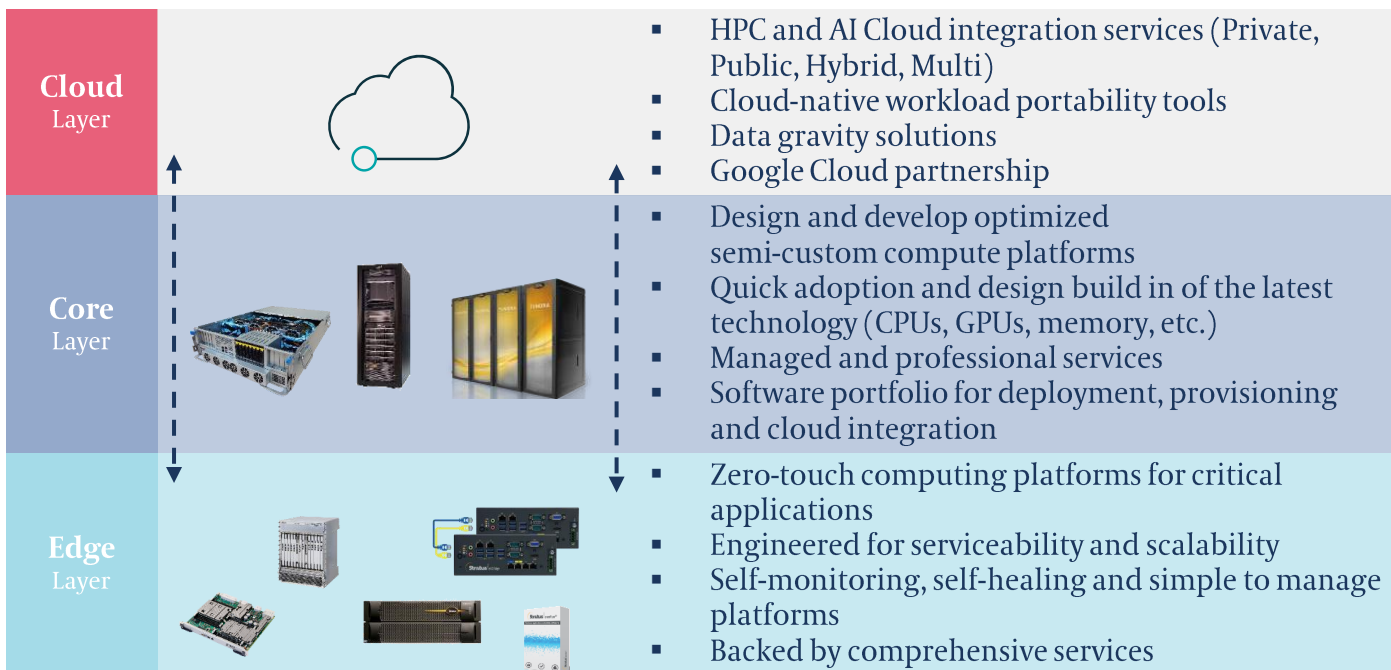 Cloud
Layer
▪ HPC and AI Cloud integration services (Private,
Public, Hybrid, Multi)
▪ Cloud-native workload portability tools
▪ Data gravity solutions
▪ Google Cloud partnership
Core
Layer
▪ Design and develop optimized
semi-custom compute platforms
▪ Quick adoption and design build in of the latest
technology (CPUs, GPUs, memory, etc.)
▪ Managed and professional services
▪ Software portfolio for deployment, provisioning
and cloud integration
Edge
Layer
Stratus
Stratus
▪ Zero-touch computing platforms for critical
applications
▪ Engineered for serviceability and scalability
▪ Self-monitoring, self-healing and simple to manage
platforms
▪ Backed by comprehensive services